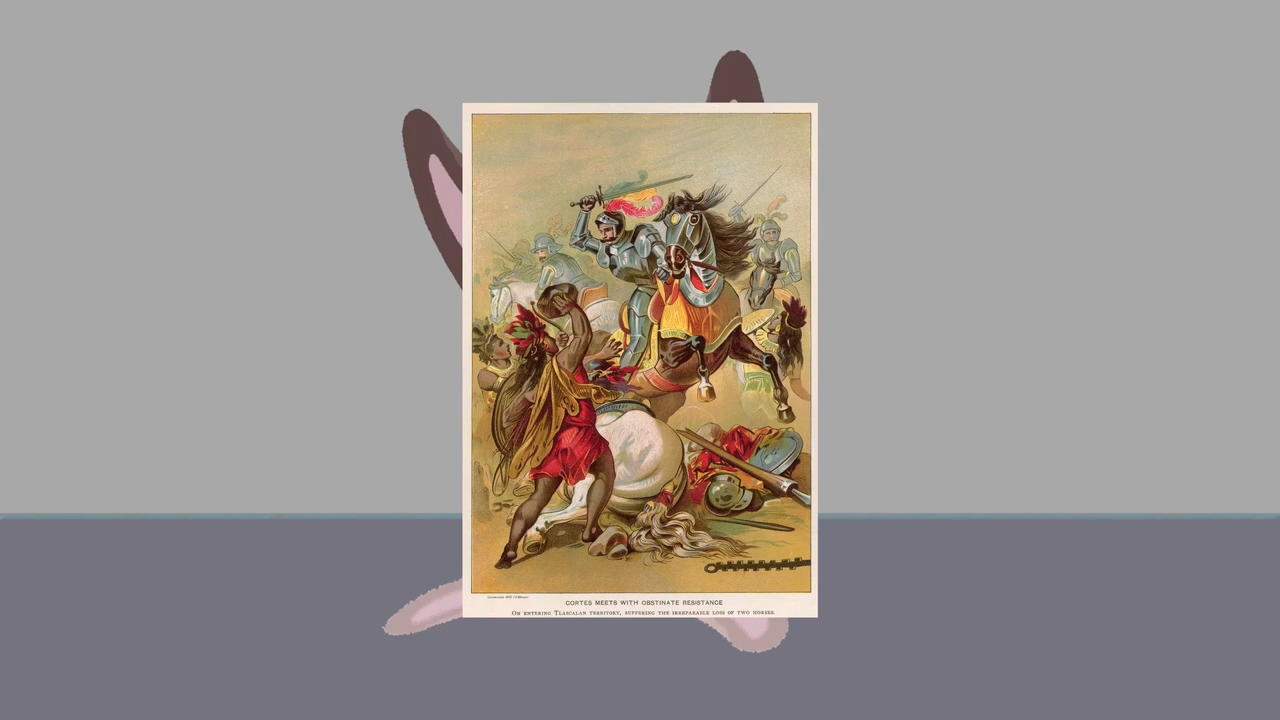 CORTES MEETS WITH OBSTINATE RESISTANCE
ON ENTERING TLASCALAN TERRITORY, SUFFERING THE IRREPARABLE LOSS OF TWO HORSES.